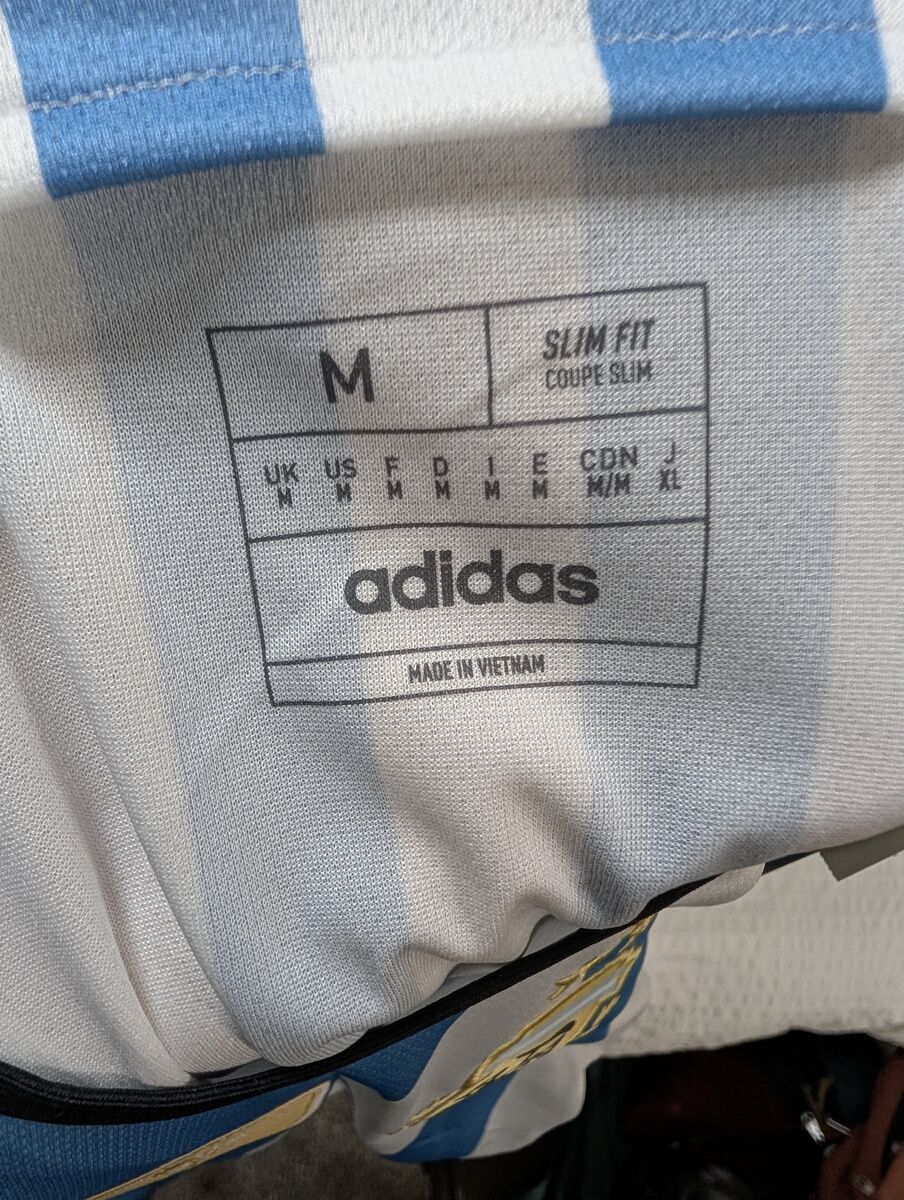 M
SLIM FIT
COUPE SLIM
UK US F D I E CDN J
M M M M M M M/M XL
adidas
MADE IN VIETNAM